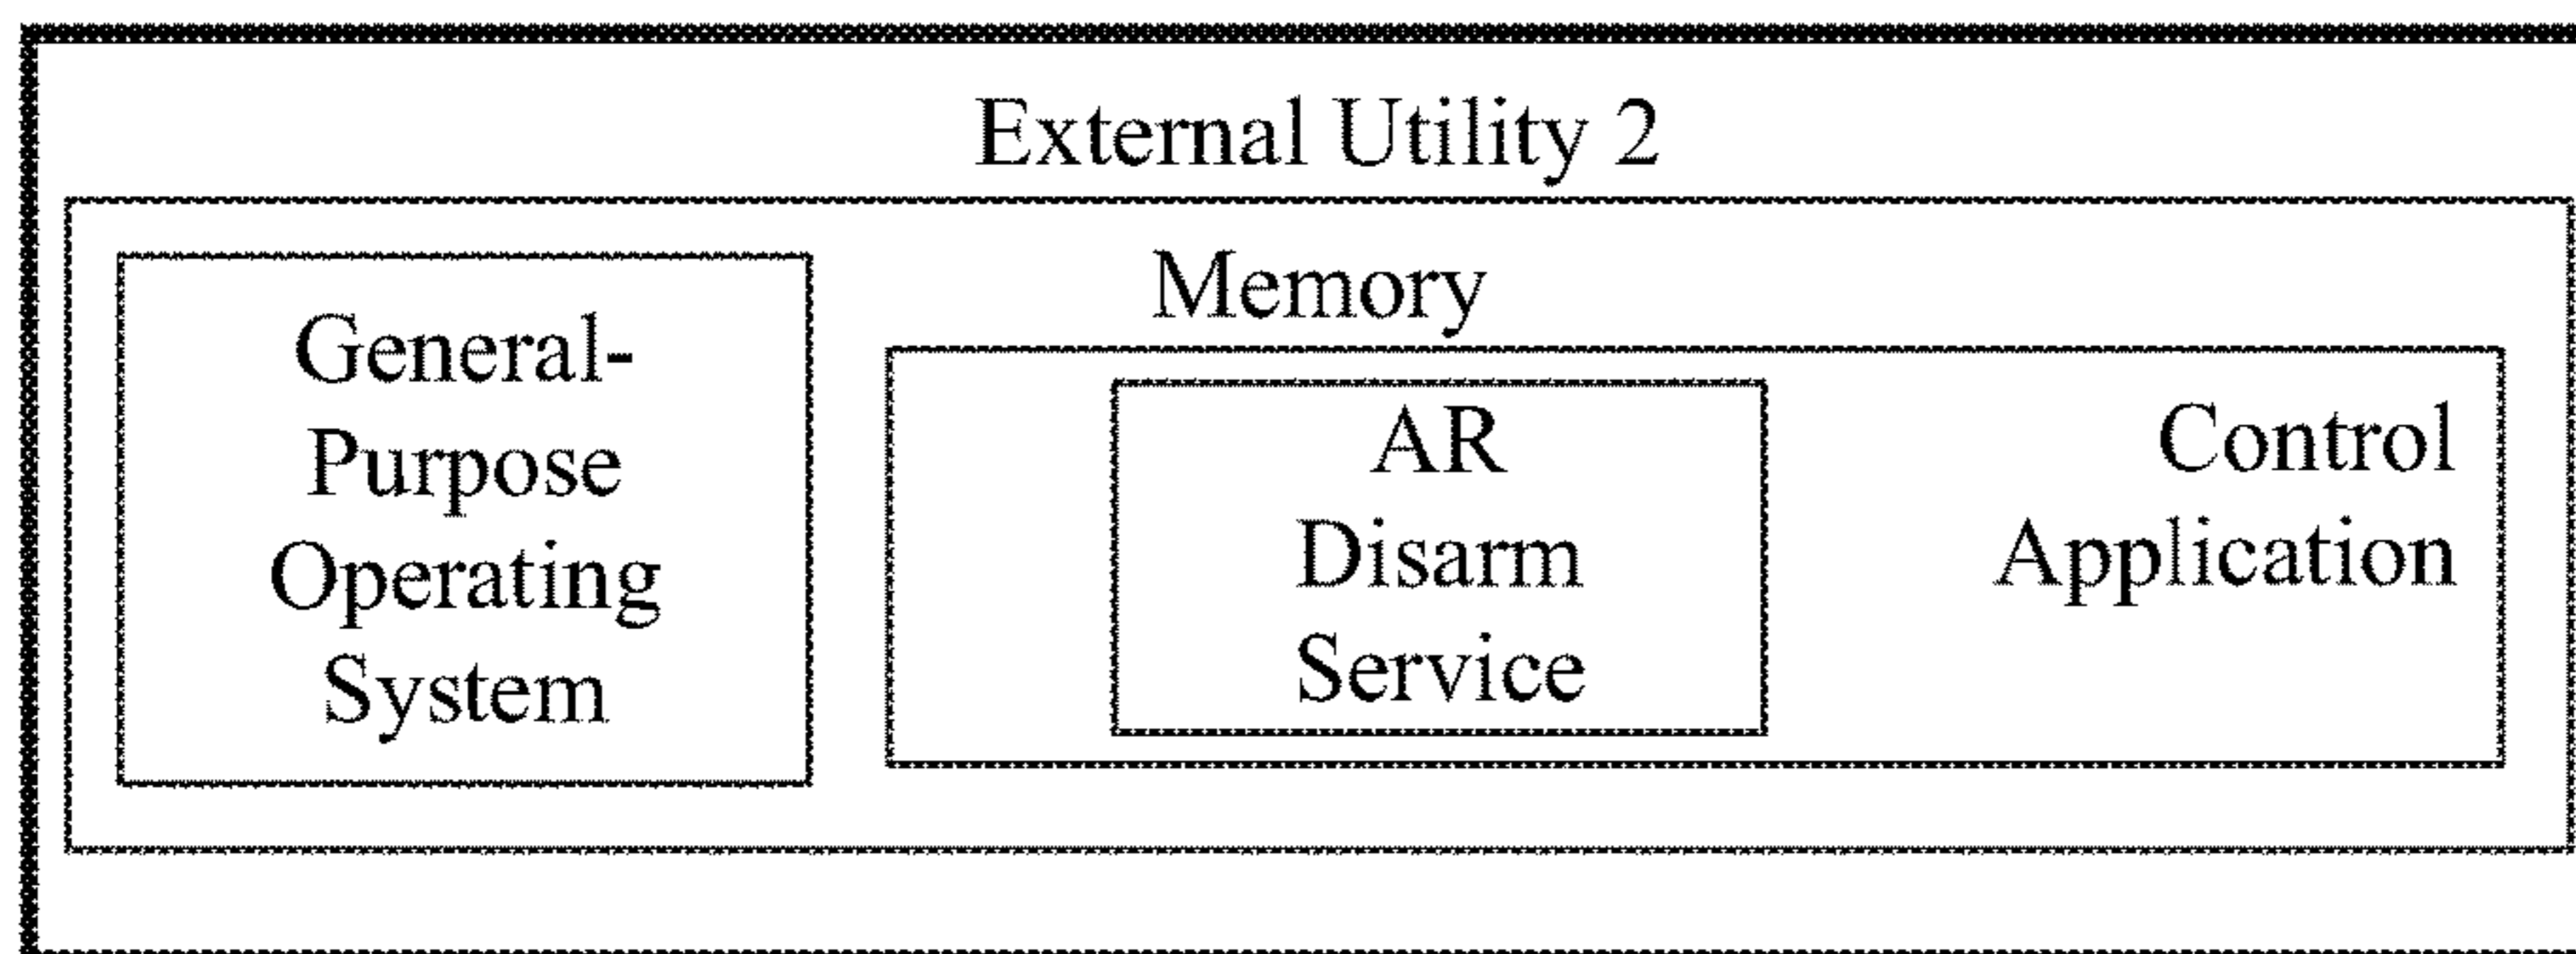 External Utility 2
Memory
General-
Purpose
Operating
System
AR
Disarm
Service
Control
Application